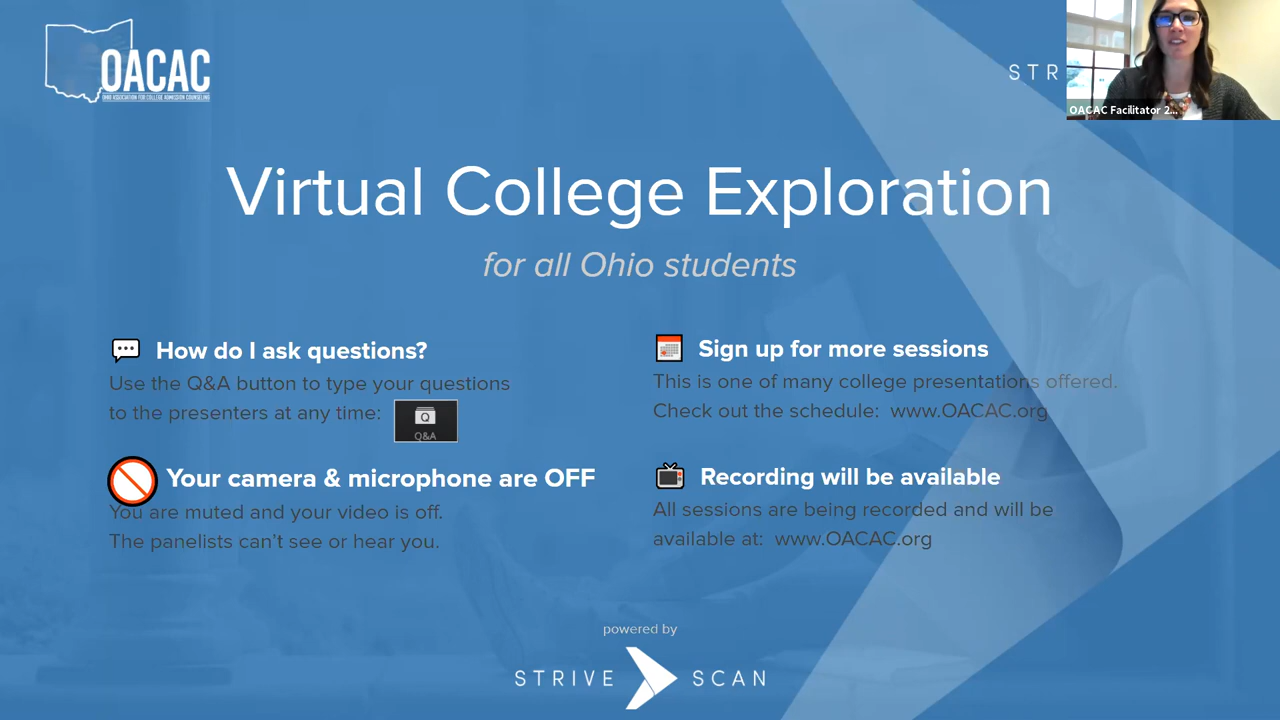 OACAC
OHIO ASSOCIATION FOR COLLEGE ADMISSION COUNSELING
STR
OACAC Facilitator 2...
Virtual College Exploration
for all Ohio students
How do I ask questions?
Use the Q&A button to type your questions
to the presenters at any time:
Q
Q&A
Your camera & microphone are OFF
You are muted and your video is off.
The panelists can't see or hear you.
Sign up for more sessions
This is one of many college presentations offered.
Check out the schedule: www.OACAC.org
Recording will be available
All sessions are being recorded and will be
available at: www.OACAC.org
powered by
STRIVE SCAN